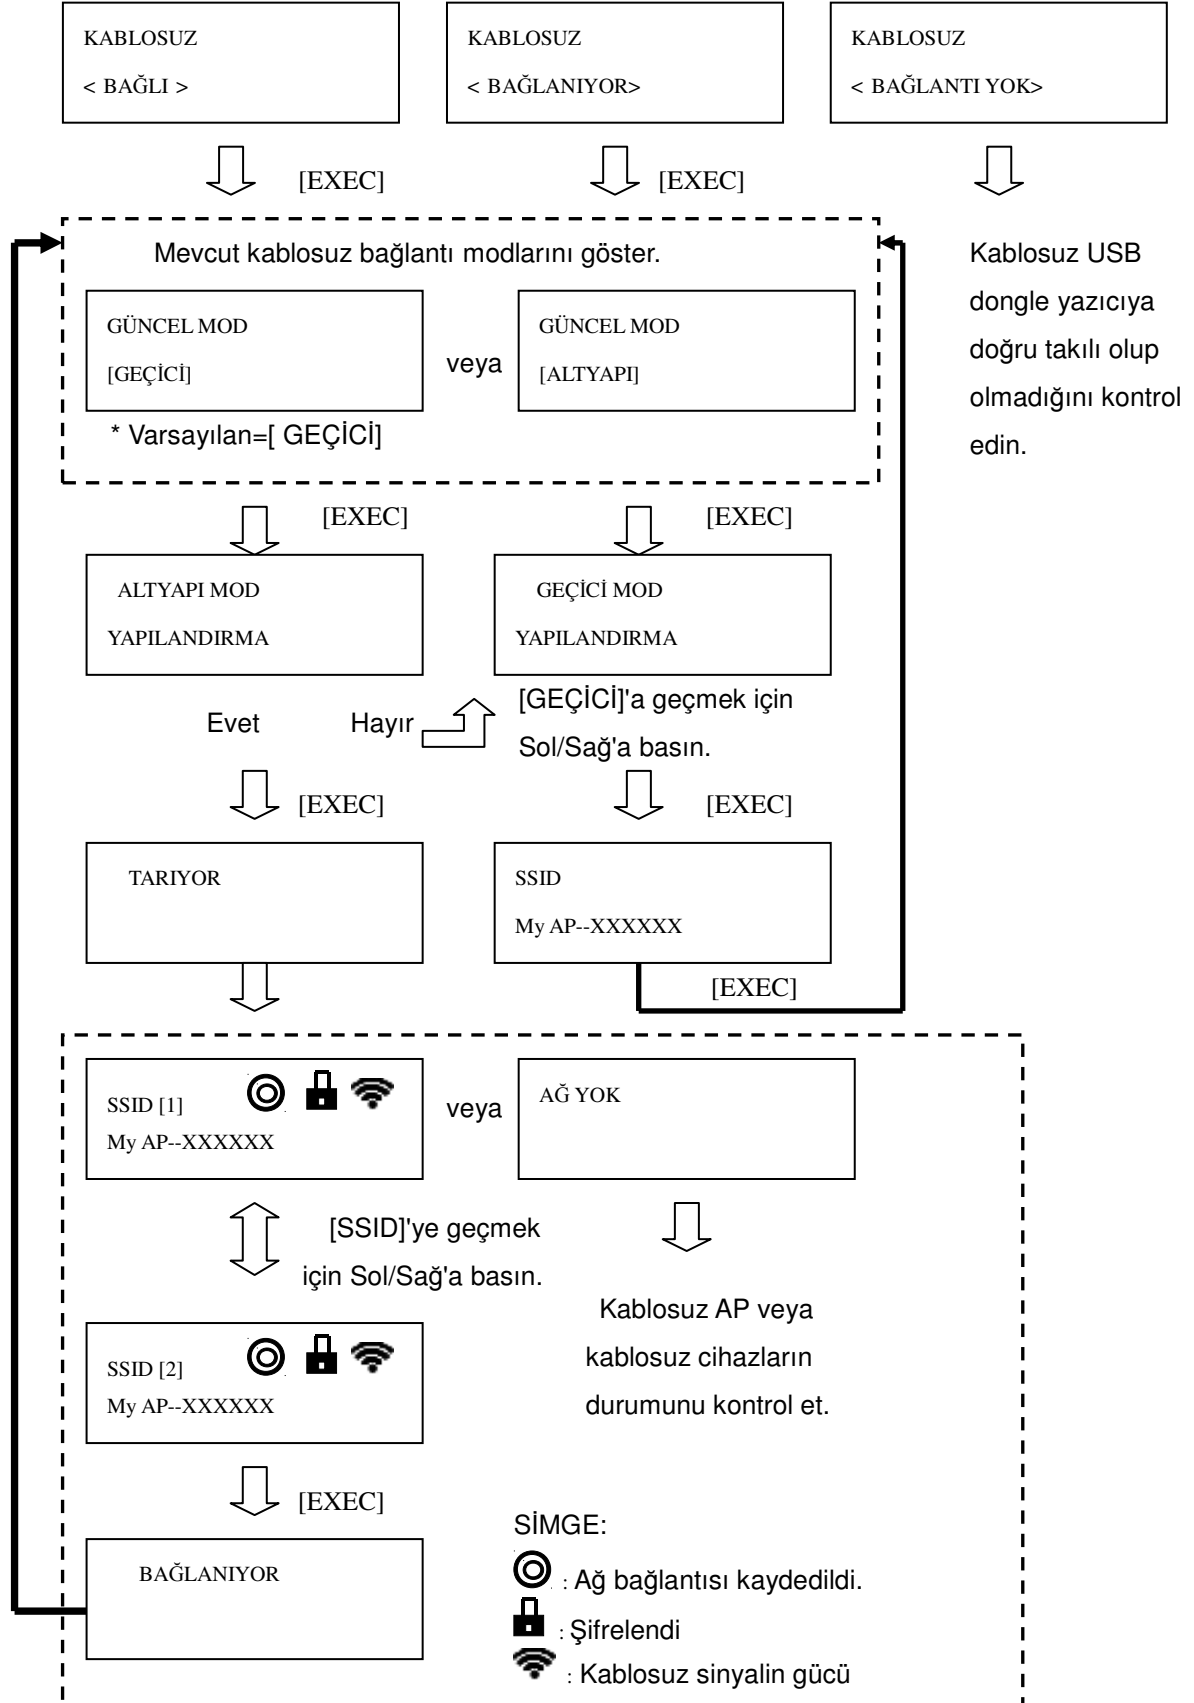 KABLOSUZ
< BAĞLI >
KABLOSUZ
< BAĞLANIYOR>
KABLOSUZ
< BAĞLANTI YOK>
[EXEC]
[EXEC]
Mevcut kablosuz bağlantı modlarını göster.
GÜNCEL MOD
[GEÇİCİ]
veya
GÜNCEL MOD
[ALTYAPI]
* Varsayılan=[ GEÇİCİ]
Kablosuz USB
dongle yazıcıya
doğru takılı olup
olmadığını kontrol
edin.
[EXEC]
[EXEC]
ALTYAPI MOD
YAPILANDIRMA
GEÇİCİ MOD
YAPILANDIRMA
Evet
Hayır
[GEÇİCİ]'a geçmek için
Sol/Sağ'a basın.
[EXEC]
[EXEC]
TARIYOR
SSID
My AP--XXXXXX
[EXEC]
SSID [1]
My AP--XXXXXX
veya
AĞ YOK
[SSID]'ye geçmek
için Sol/Sağ'a basın.
Kablosuz AP veya
kablosuz cihazların
durumunu kontrol et.
SSID [2]
My AP--XXXXXX
[EXEC]
BAĞLANIYOR
SİMGE:
: Ağ bağlantısı kaydedildi.
: Şifrelendi
: Kablosuz sinyalin gücü